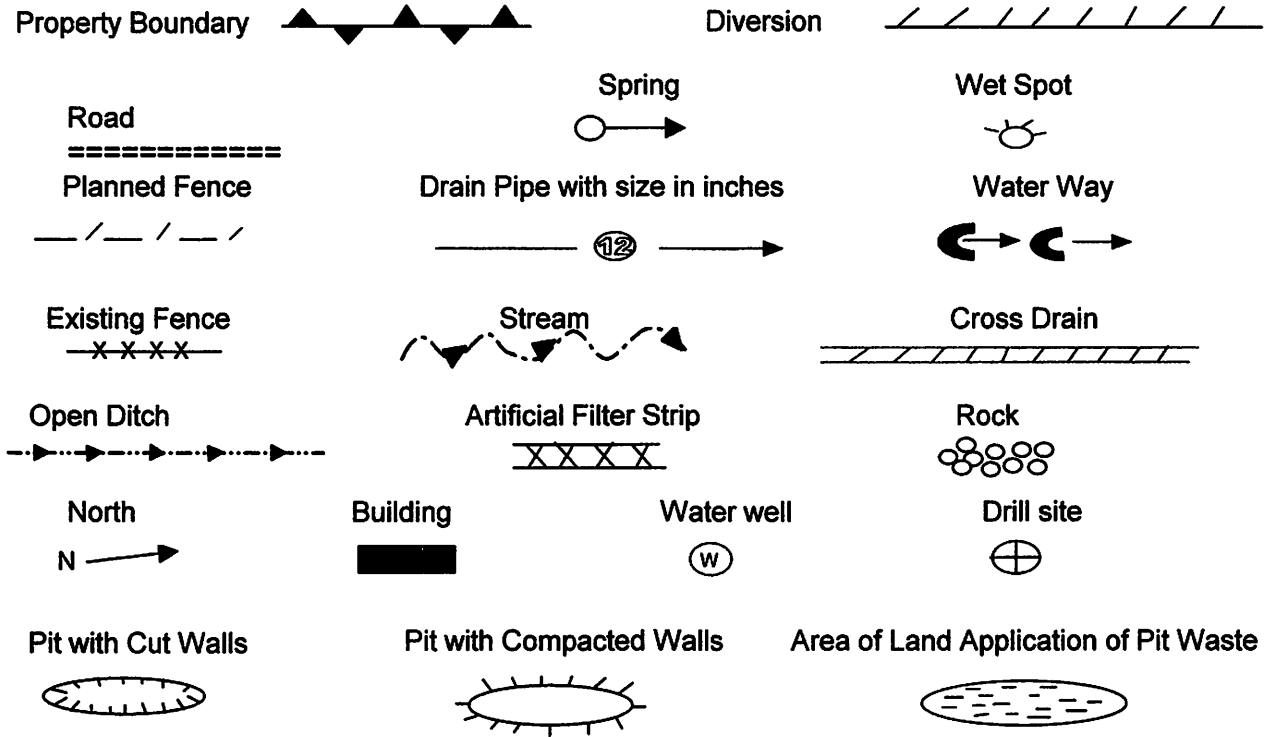 Property Boundary
Diversion
Spring
Wet Spot
Road
Planned Fence
Drain Pipe with size in inches
Water Way
12
Existing Fence
Stream
Cross Drain
X X X X
Open Ditch
Artificial Filter Strip
Rock
North
Building
Water well
Drill site
N
W
Pit with Cut Walls
Pit with Compacted Walls
Area of Land Application of Pit Waste